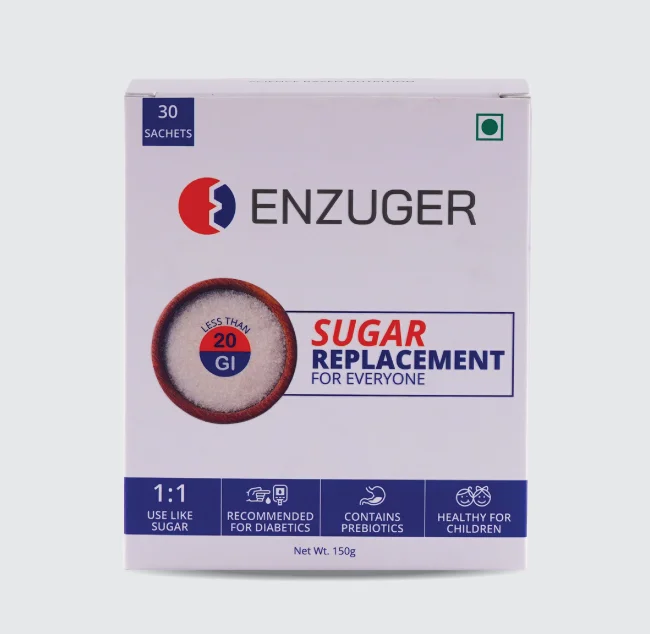 30
SACHETS
ENZUGER
LESS THAN
20
GI
SUGAR
REPLACEMENT
FOR EVERYONE
1:1
USE LIKE
SUGAR
RECOMMENDED
FOR DIABETICS
CONTAINS
PREBIOTICS
HEALTHY FOR
CHILDREN
Net Wt. 150g